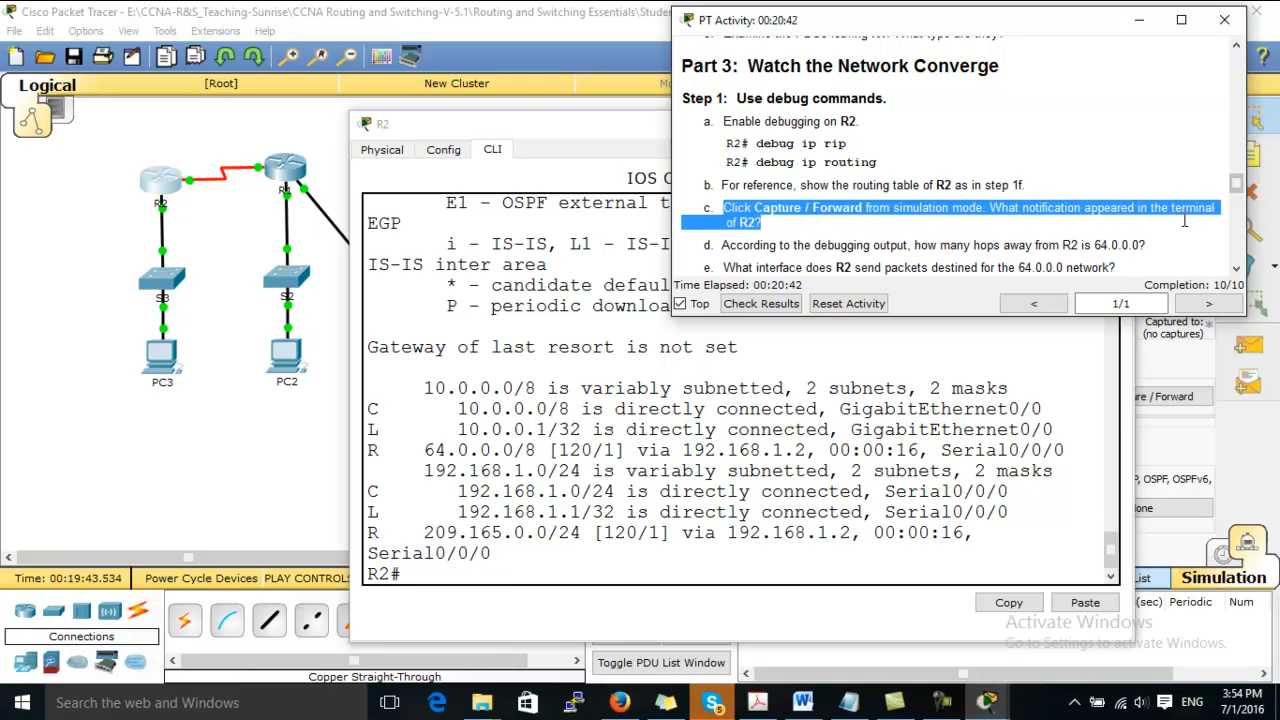 Cisco Packet Tracer - E:\CCNA-R&S_Teaching-Sunrise\CCNA Routing and Switching-V-5.1\Routing and Switching Essentials\Studen
File Edit Options View Tools Extensions Help
Logical
[Root]
New Cluster
R1
S3
S2
PC3
PC2
R2
Physical
Config
CLI
IOS C
E1 - OSPF external t
EGP
i - IS-IS, L1 - IS-I
IS-IS inter area
* - candidate defaul
P - periodic downloa
Gateway of last resort is not set
10.0.0.0/8 is variably subnetted, 2 subnets, 2 masks
C 10.0.0.0/8 is directly connected, GigabitEthernet0/0
L 10.0.0.1/32 is directly connected, GigabitEthernet0/0
R 64.0.0.0/8 [120/1] via 192.168.1.2, 00:00:16, Serial0/0/0
192.168.1.0/24 is variably subnetted, 2 subnets, 2 masks
C 192.168.1.0/24 is directly connected, Serial0/0/0
L 192.168.1.1/32 is directly connected, Serial0/0/0
R 209.165.0.0/24 [120/1] via 192.168.1.2, 00:00:16,
Serial0/0/0
R2#
Copy
Paste
PT Activity: 00:20:42
Part 3: Watch the Network Converge
Step 1: Use debug commands.
a. Enable debugging on R2.
R2# debug ip rip
R2# debug ip routing
b. For reference, show the routing table of R2 as in step 1f.
c. Click Capture / Forward from simulation mode. What notification appeared in the terminal
of R2?
d. According to the debugging output, how many hops away from R2 is 64.0.0.0?
e. What interface does R2 send packets destined for the 64.0.0.0 network?
Time Elapsed: 00:20:42
Completion: 10/10
Top
Check Results
Reset Activity
<
1/1
>
Captured to:
(no captures)
re / Forward
P, OSPF, OSPFv6,
one
Time: 00:19:43.534
Power Cycle Devices
PLAY CONTROLS
List
Simulation
(sec) Periodic Num
Connections
Copper Straight-Through
Toggle PDU List Window
Activate Windows
Go to Settings to activate Windows.
Search the web and Windows
5
ENG
3:54 PM
7/1/2016